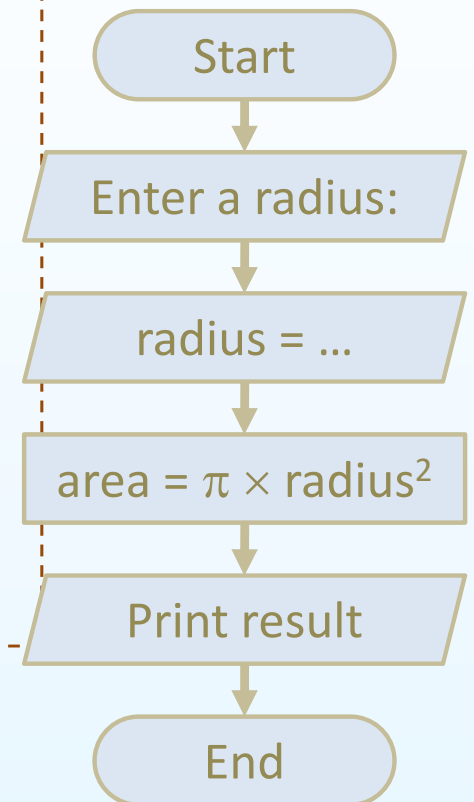 Start
Enter a radius:
radius = ...
area = π × radius²
Print result
End